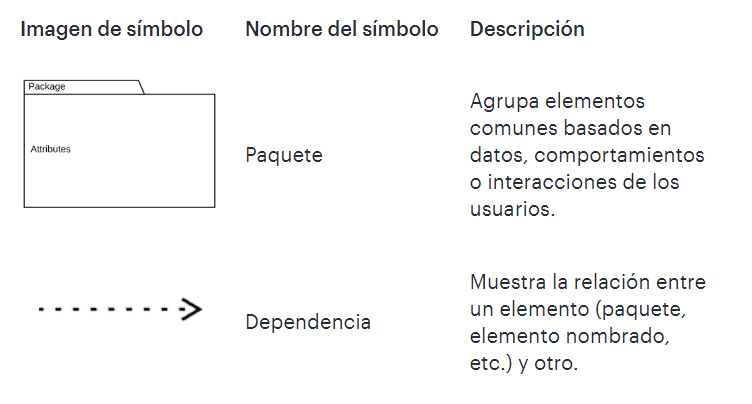 Imagen de símbolo Nombre del símbolo Descripción
Package
Attributes
Paquete
Agrupa elementos
comunes basados en
datos, comportamientos
o interacciones de los
usuarios.
Dependencia
Muestra la relación entre
un elemento (paquete,
elemento nombrado,
etc.) y otro.